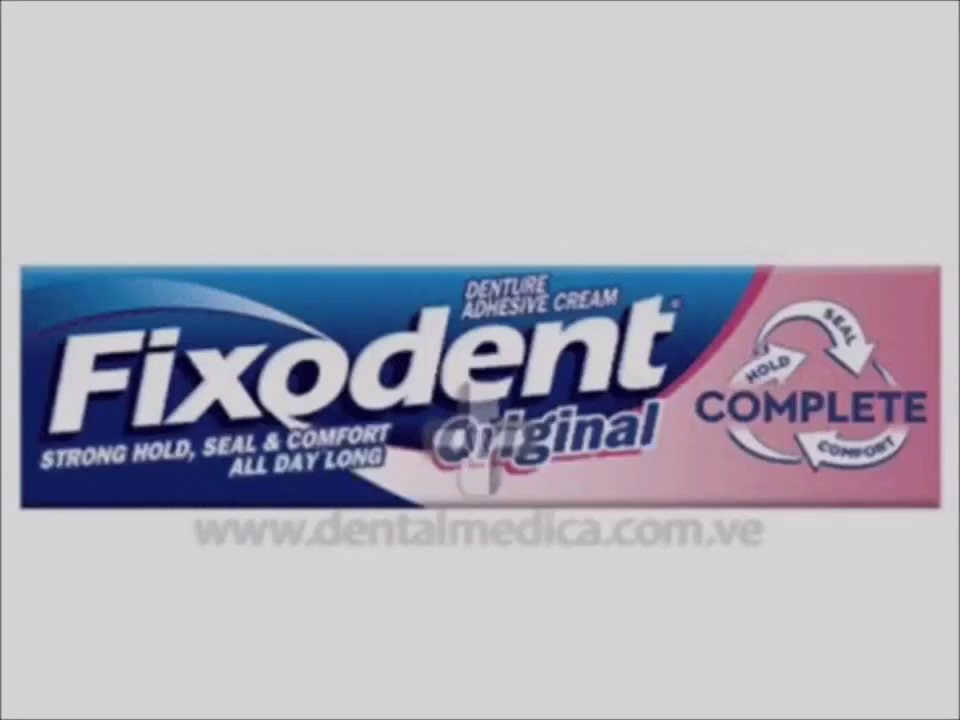 DENTURE
ADHESIVE CREAM
Fixodent®
Original
STRONG HOLD, SEAL & COMFORT
ALL DAY LONG
HOLD
SEAL
COMPLETE
COMFORT
www.dentalmedica.com.ve